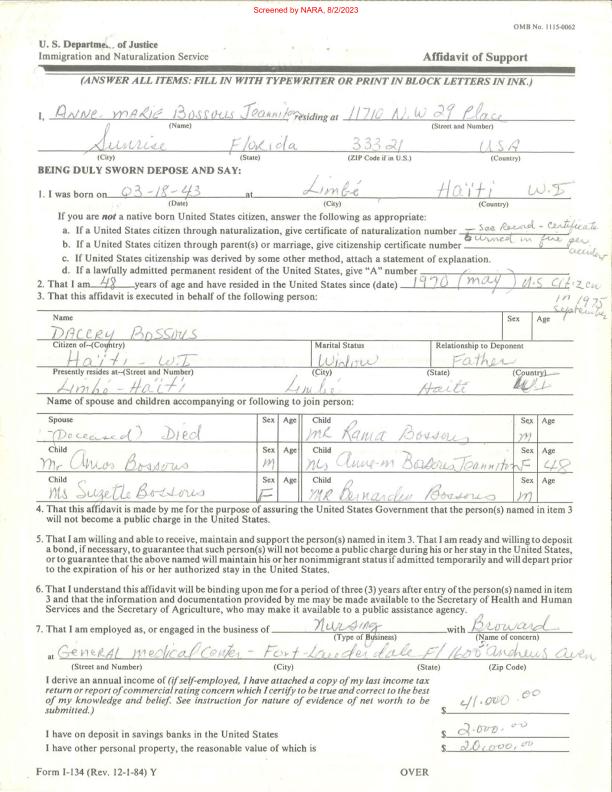 Screened by NARA, 8/2/2023
OMB No. 1115-0062
U. S. Department of Justice
Immigration and Naturalization Service Affidavit of Support
(ANSWER ALL ITEMS: FILL IN WITH TYPEWRITER OR PRINT IN BLOCK LETTERS IN INK.)
I, Anne-Marie Bossous Jeanniton residing at 11710 N.W 29 Place
(Name) (Street and Number)
Sunrise Florida 33321 USA
(City) (State) (ZIP Code if in U.S.) (Country)
BEING DULY SWORN DEPOSE AND SAY:
1. I was born on 03-18-43 at Limbé Haïti W.I
(Date) (City) (Country)
If you are not a native born United States citizen, answer the following as appropriate:
a. If a United States citizen through naturalization, give certificate of naturalization number - See Record - Certificate
b. If a United States citizen through parent(s) or marriage, give citizenship certificate number burned in fire per accident
c. If United States citizenship was derived by some other method, attach a statement of explanation.
d. If a lawfully admitted permanent resident of the United States, give "A" number
2. That I am 48 years of age and have resided in the United States since (date) 1970 (may) U.S Citizen
in 1975 September
3. That this affidavit is executed in behalf of the following person:
Name Sex Age
Daccey Bossous
Citizen of--(Country) Marital Status Relationship to Deponent
Haïti - W.I Widow Father
Presently resides at--(Street and Number) (City) (State) (Country)
Limbé - Haïti Limbé Haiti WI
Name of spouse and children accompanying or following to join person:
Spouse Sex Age Child Sex Age
(Deceased) Died MR Rama Bossous m
Child Sex Age Child Sex Age
Mr Amos Bossous m Ms Anne-m Bossous Jeanniton F 48
Child Sex Age Child Sex Age
Ms Suzette Bossous F MR Bernardin Bossous m
4. That this affidavit is made by me for the purpose of assuring the United States Government that the person(s) named in item 3
will not become a public charge in the United States.
5. That I am willing and able to receive, maintain and support the person(s) named in item 3. That I am ready and willing to deposit
a bond, if necessary, to guarantee that such person(s) will not become a public charge during his or her stay in the United States,
or to guarantee that the above named will maintain his or her nonimmigrant status if admitted temporarily and will depart
prior to the expiration of his or her authorized stay in the United States.
6. That I understand this affidavit will be binding upon me for a period of three (3) years after entry of the person(s) named in item
3 and that the information and documentation provided by me may be made available to the Secretary of Health and Human
Services and the Secretary of Agriculture, who may make it available to a public assistance agency.
7. That I am employed as, or engaged in the business of Nursing with Broward
(Type of Business) (Name of concern)
at General Medical Center - Fort-Lauderdale Fl 1600 Andrews Aven
(Street and Number) (City) (State) (Zip Code)
I derive an annual income of (if self-employed, I have attached a copy of my last income tax
return or report of commercial rating concern which I certify to be true and correct to the best
of my knowledge and belief. See instruction for nature of evidence of net worth to be
submitted.) $ 41.000.00
I have on deposit in savings banks in the United States $ 2.000.00
I have other personal property, the reasonable value of which is $ 20,000.00
Form I-134 (Rev. 12-1-84) Y OVER